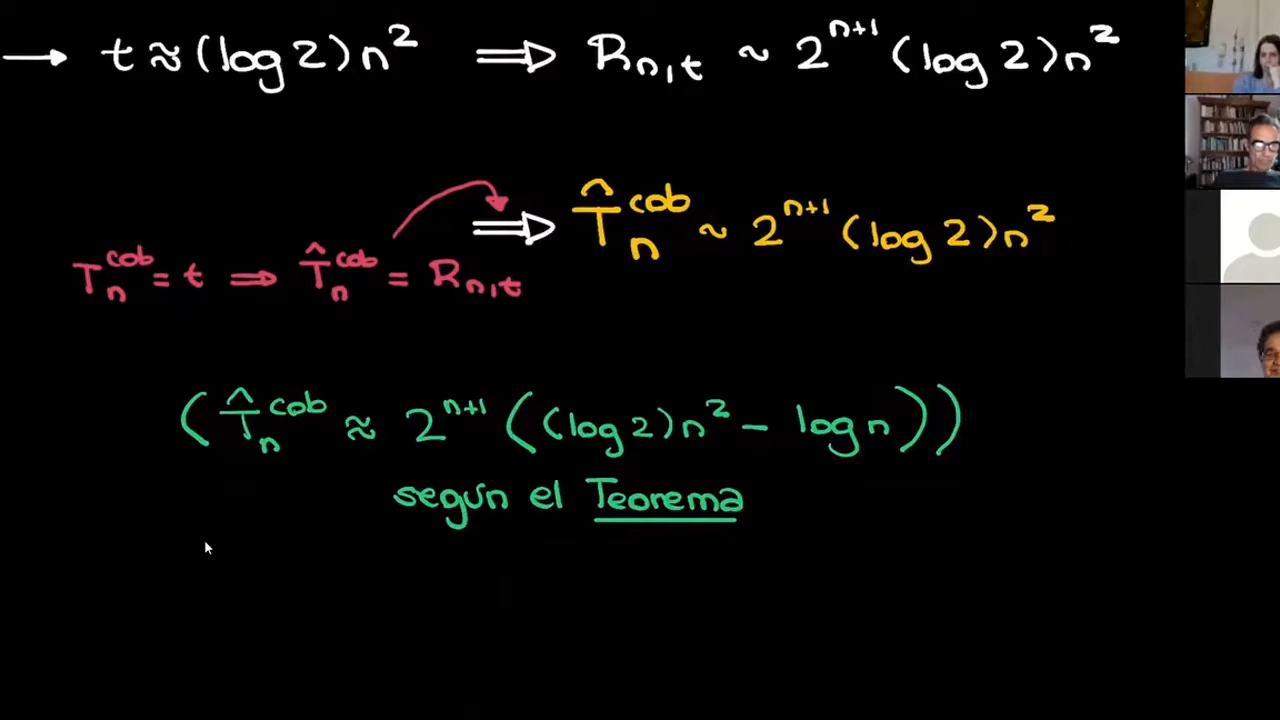 → t ≈ (log 2) n² ⟹ R_{n,t} ~ 2^{n+1} (log 2) n²
⟹ T̂_n^{cob} ~ 2^{n+1} (log 2) n²
T_n^{cob} = t ⟹ T̂_n^{cob} = R_{n,t}
(T̂_n^{cob} ≈ 2^{n+1} ((log 2) n² − log n))
según el Teorema